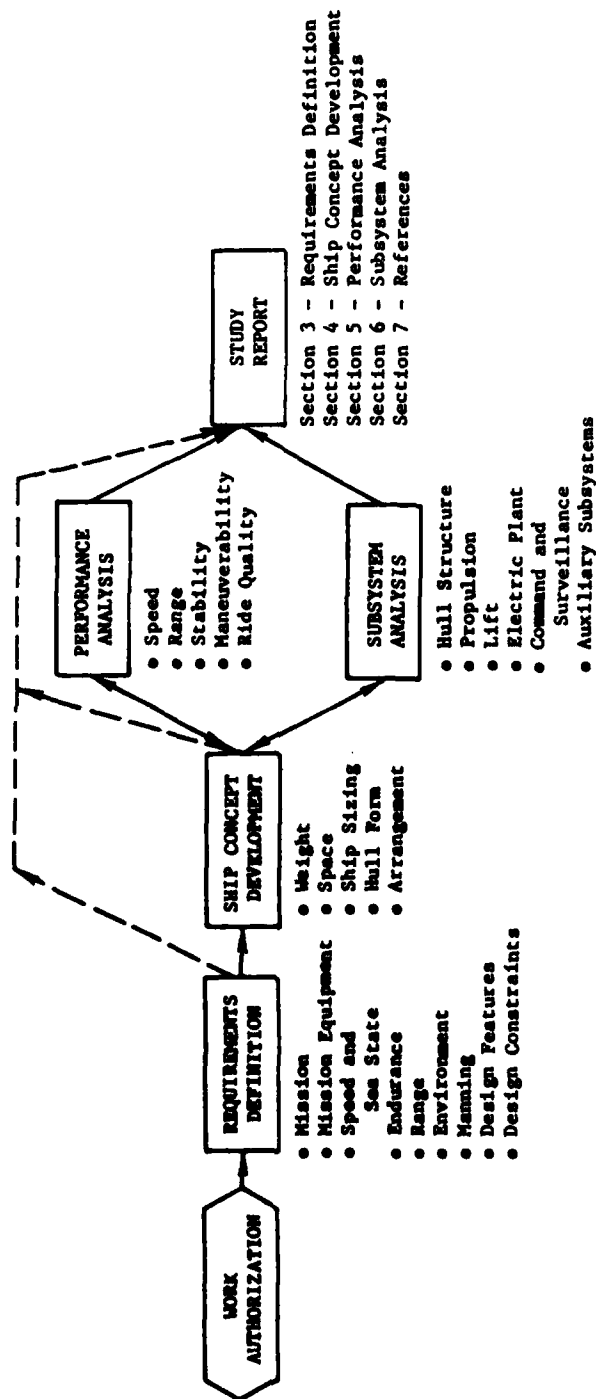 WORK
AUTHORIZATION
REQUIREMENTS
DEFINITION
● Mission
● Mission Equipment
● Speed and
Sea State
● Endurance
● Range
● Environment
● Manning
● Design Features
● Design Constraints
SHIP CONCEPT
DEVELOPMENT
● Weight
● Space
● Ship Sizing
● Hull Form
● Arrangement
PERFORMANCE
ANALYSIS
● Speed
● Range
● Stability
● Maneuverability
● Ride Quality
SUBSYSTEM
ANALYSIS
● Hull Structure
● Propulsion
● Lift
● Electric Plant
● Command and
Surveillance
● Auxiliary Subsystems
STUDY
REPORT
Section 3 - Requirements Definition
Section 4 - Ship Concept Development
Section 5 - Performance Analysis
Section 6 - Subsystem Analysis
Section 7 - References